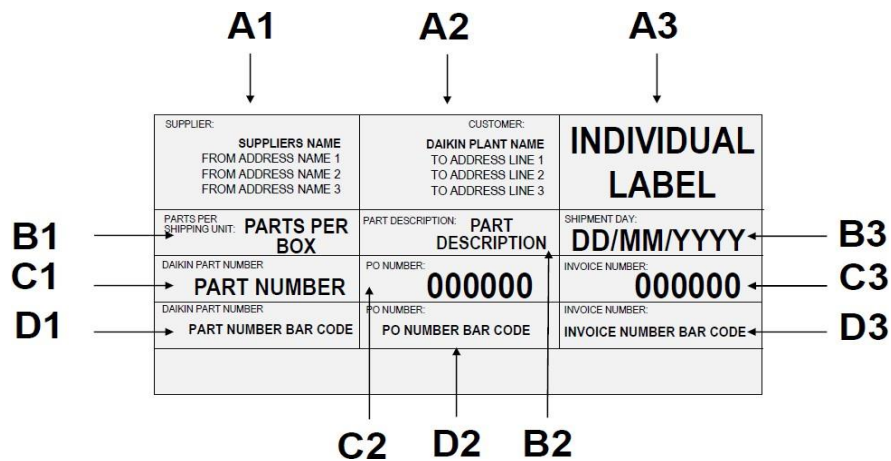 A1 A2 A3
SUPPLIER:
SUPPLIERS NAME
FROM ADDRESS NAME 1
FROM ADDRESS NAME 2
FROM ADDRESS NAME 3
CUSTOMER:
DAIKIN PLANT NAME
TO ADDRESS LINE 1
TO ADDRESS LINE 2
TO ADDRESS LINE 3
INDIVIDUAL
LABEL
B1
PARTS PER
SHIPPING UNIT: PARTS PER
BOX
PART DESCRIPTION: PART
DESCRIPTION
SHIPMENT DAY:
DD/MM/YYYY
B3
C1
DAIKIN PART NUMBER
PART NUMBER
PO NUMBER:
000000
INVOICE NUMBER:
000000
C3
D1
DAIKIN PART NUMBER
PART NUMBER BAR CODE
PO NUMBER:
PO NUMBER BAR CODE
INVOICE NUMBER:
INVOICE NUMBER BAR CODE
D3
C2 D2 B2